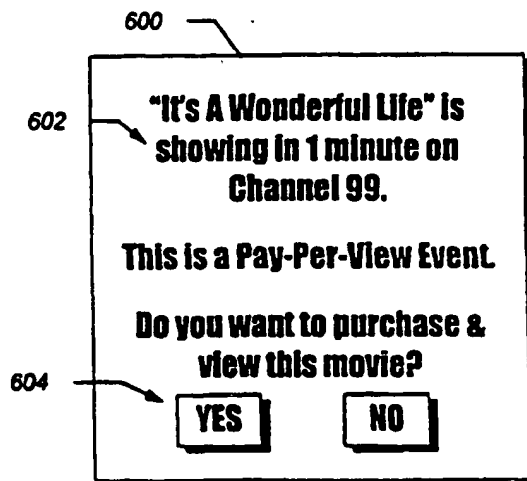 600
602
"It's A Wonderful Life" is
showing in 1 minute on
Channel 99.
This is a Pay-Per-View Event.
Do you want to purchase &
view this movie?
604
YES NO